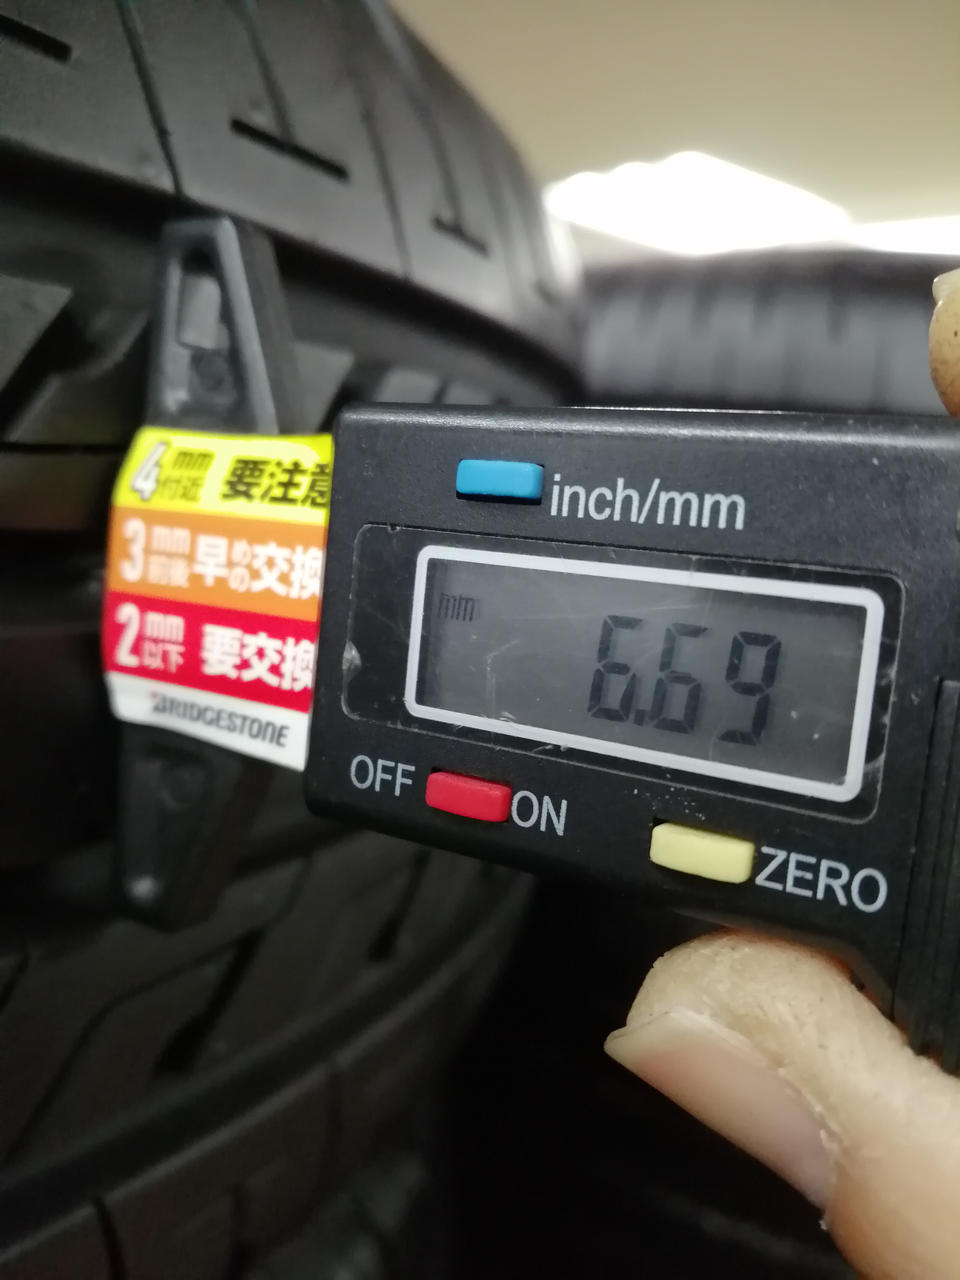 4mm付近 要注意
3mm前後 早めの交換
2mm以下 要交換
BRIDGESTONE
inch/mm
mm
6.69
OFF ON
ZERO